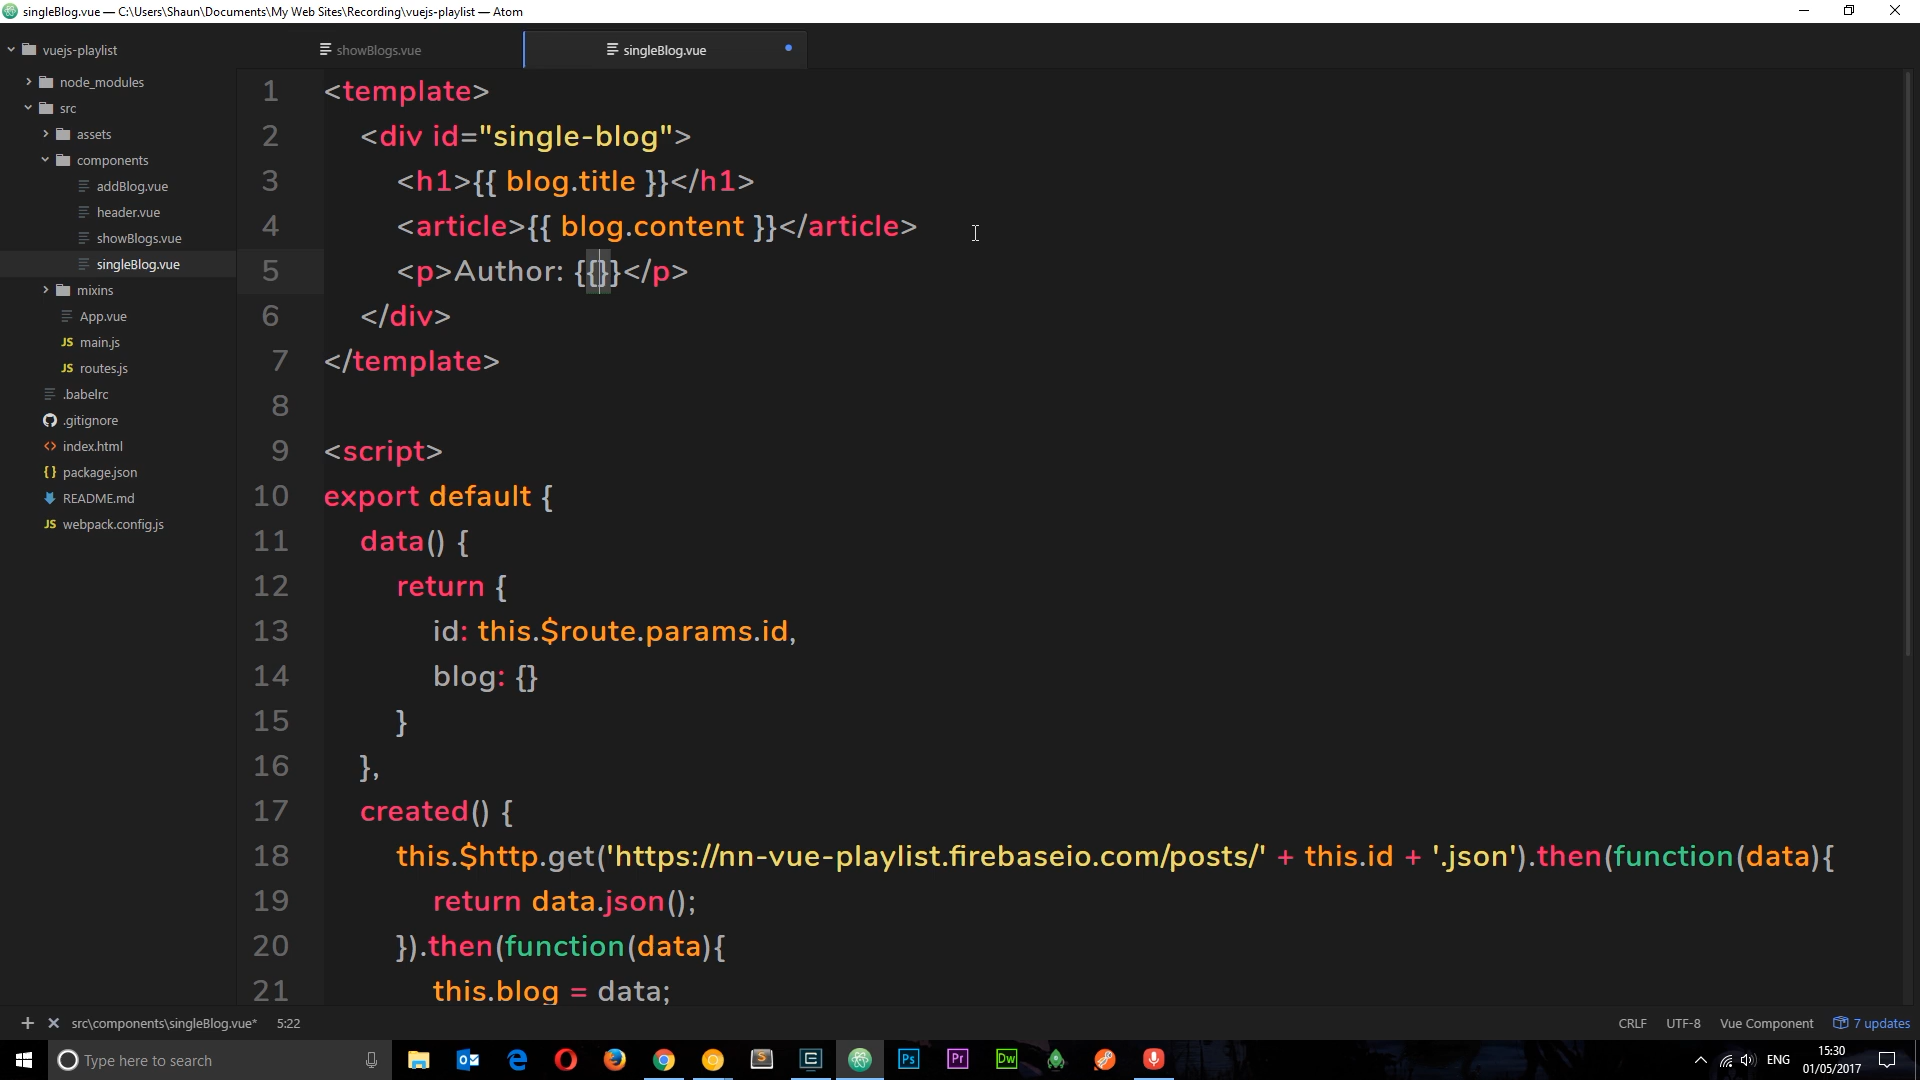 singleBlog.vue — C:\Users\Shaun\Documents\My Web Sites\Recording\vuejs-playlist — Atom
vuejs-playlist
node_modules
src
assets
components
addBlog.vue
header.vue
showBlogs.vue
singleBlog.vue
mixins
App.vue
JS main.js
JS routes.js
.babelrc
.gitignore
<> index.html
{} package.json
README.md
JS webpack.config.js
showBlogs.vue
singleBlog.vue
1 <template>
2 <div id="single-blog">
3 <h1>{{ blog.title }}</h1>
4 <article>{{ blog.content }}</article>
5 <p>Author: {{}}</p>
6 </div>
7 </template>
8
9 <script>
10 export default {
11 data() {
12 return {
13 id: this.$route.params.id,
14 blog: {}
15 }
16 },
17 created() {
18 this.$http.get('https://nn-vue-playlist.firebaseio.com/posts/' + this.id + '.json').then(function(data){
19 return data.json();
20 }).then(function(data){
21 this.blog = data;
src\components\singleBlog.vue* 5:22
CRLF UTF-8 Vue Component 7 updates
Type here to search
Ps
Pr
Dw
ENG
15:30
01/05/2017